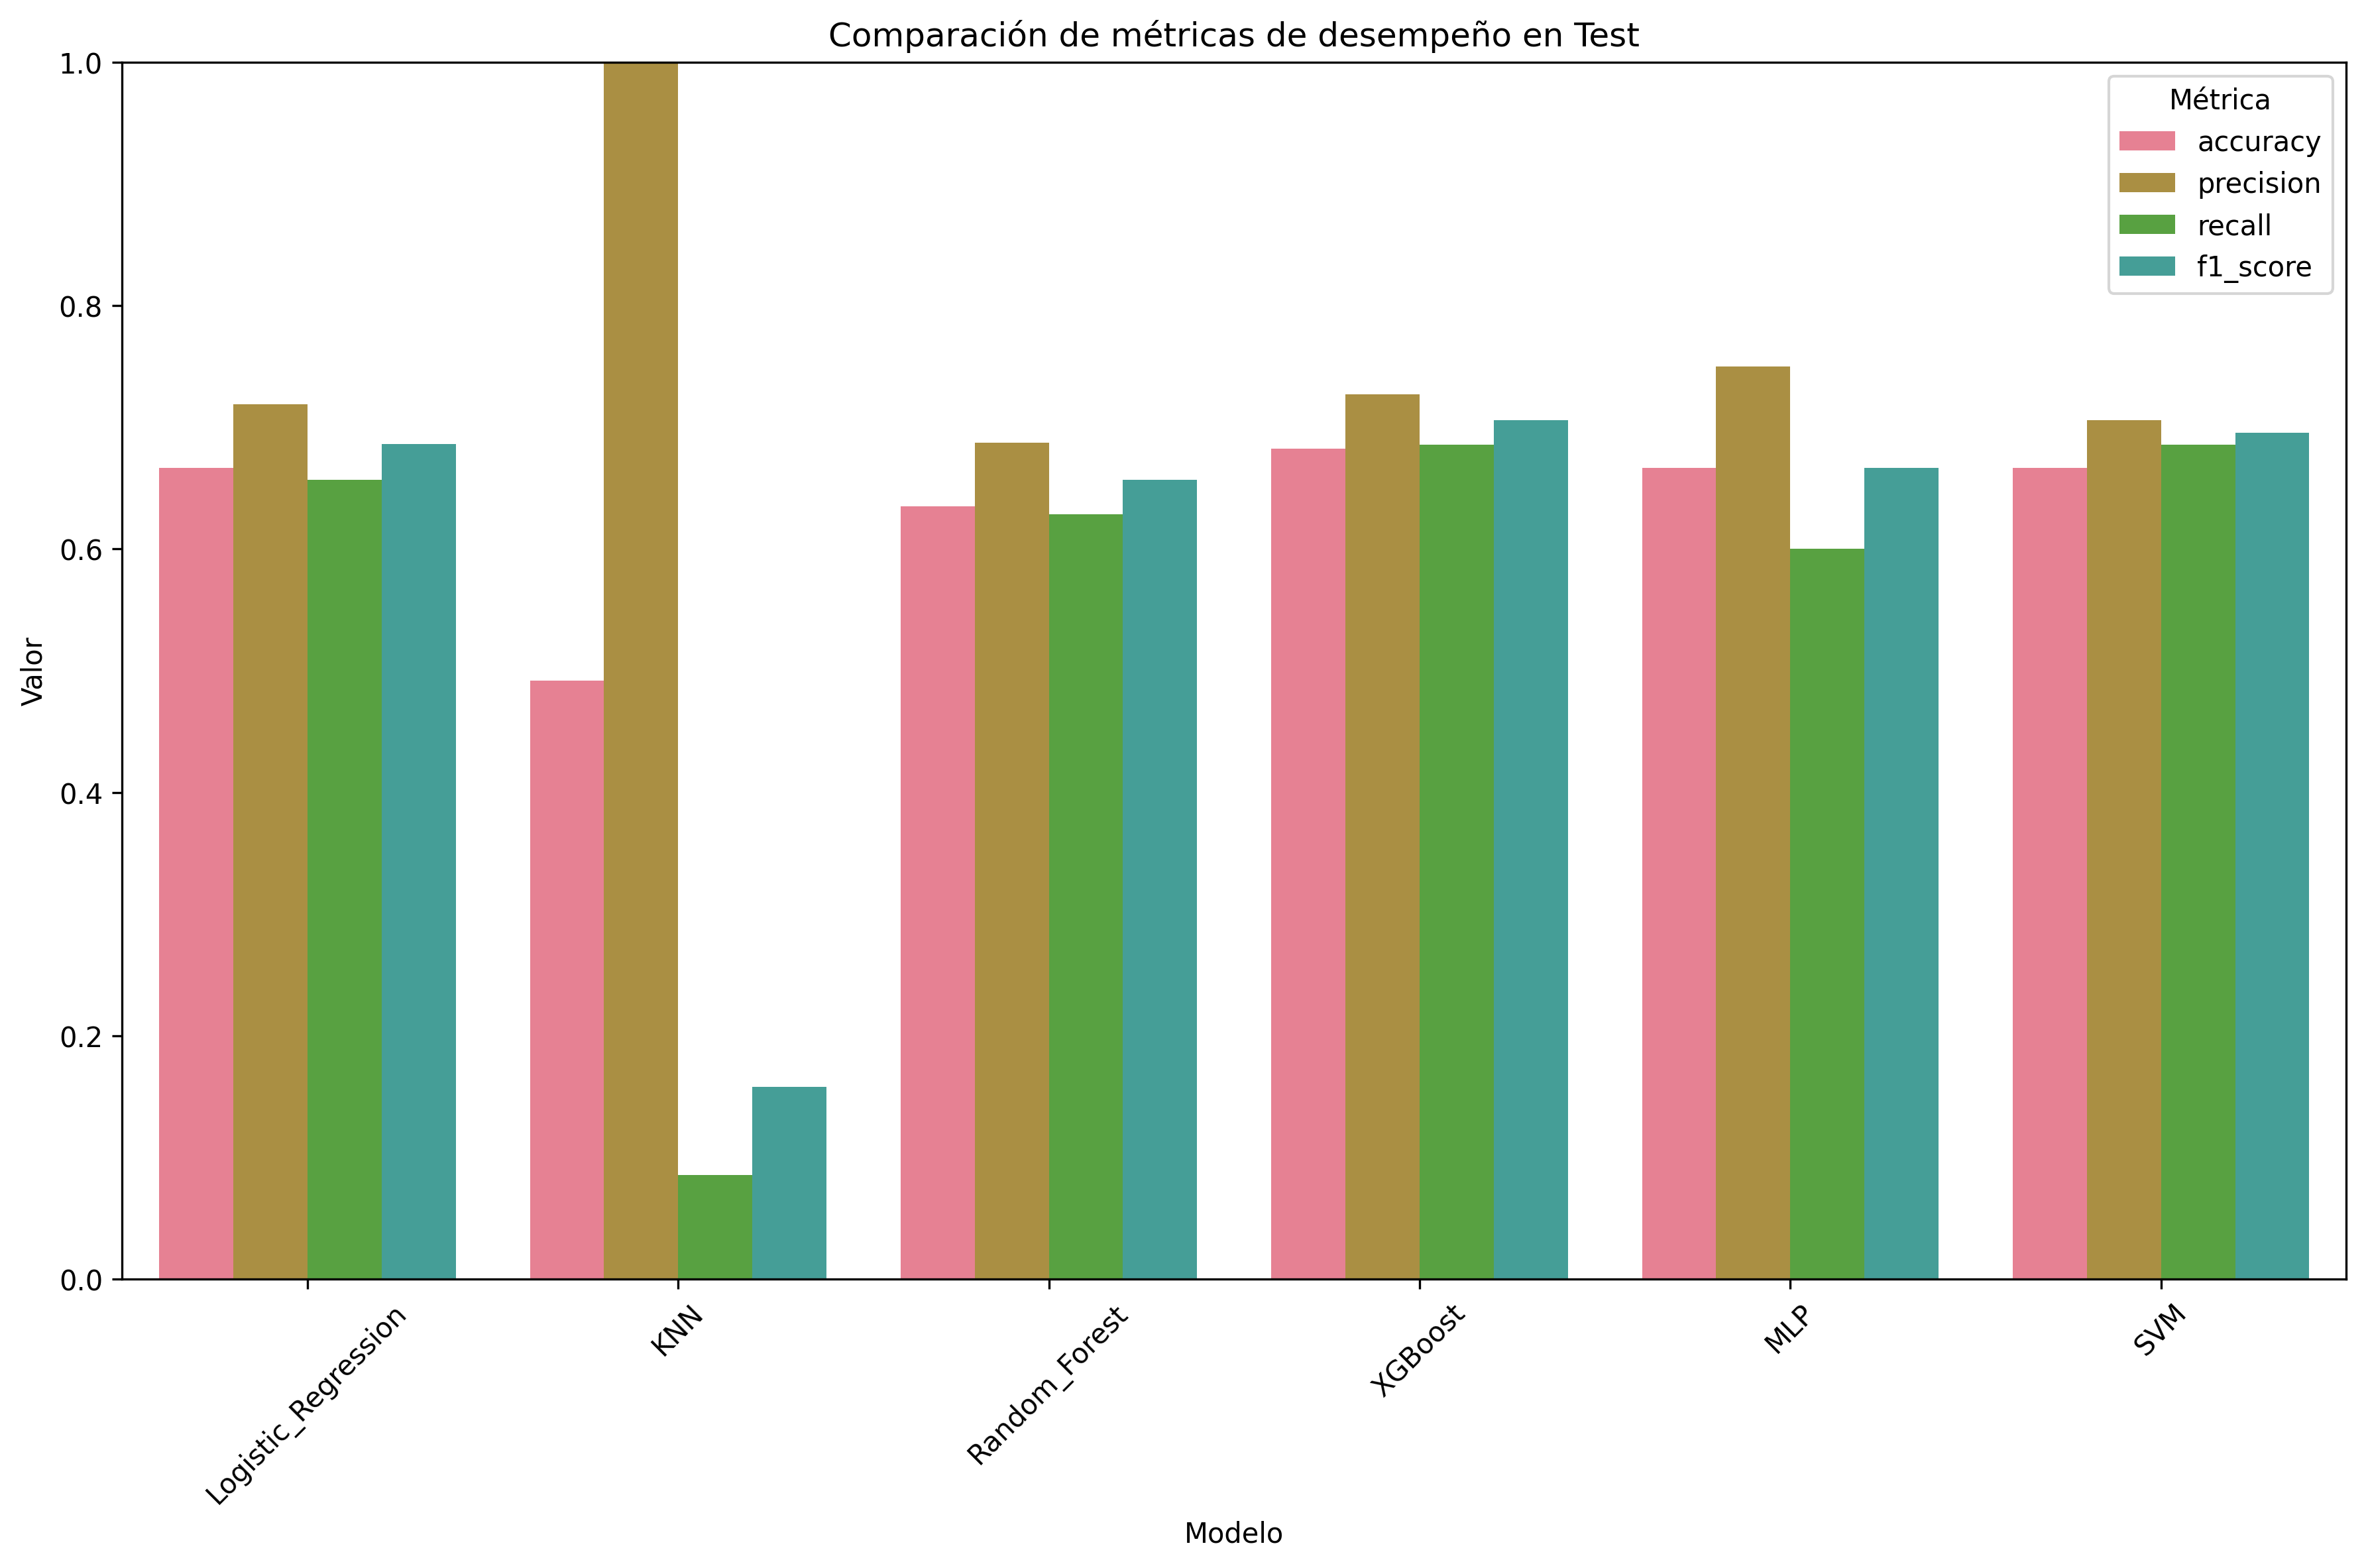 Comparación de métricas de desempeño en Test
Métrica
accuracy
precision
recall
f1_score
Valor
1.0
0.8
0.6
0.4
0.2
0.0
Logistic_Regression
KNN
Random_Forest
XGBoost
MLP
SVM
Modelo